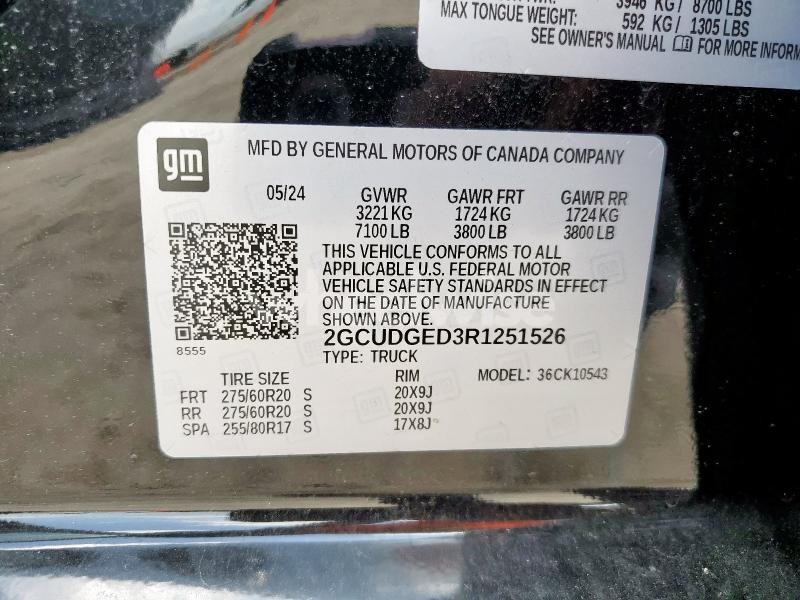 3946 KG / 8700 LBS
MAX TONGUE WEIGHT: 592 KG / 1305 LBS
SEE OWNER'S MANUAL FOR MORE INFORM
gm
MFD BY GENERAL MOTORS OF CANADA COMPANY
05/24 GVWR GAWR FRT GAWR RR
3221 KG 1724 KG 1724 KG
7100 LB 3800 LB 3800 LB
THIS VEHICLE CONFORMS TO ALL
APPLICABLE U.S. FEDERAL MOTOR
VEHICLE SAFETY STANDARDS IN EFFECT
ON THE DATE OF MANUFACTURE
SHOWN ABOVE.
2GCUDGED3R1251526
8555
TYPE: TRUCK
TIRE SIZE RIM MODEL: 36CK10543
FRT 275/60R20 S 20X9J
RR 275/60R20 S 20X9J
SPA 255/80R17 S 17X8J